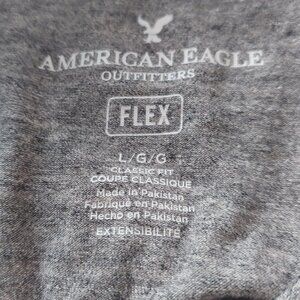 AMERICAN EAGLE
OUTFITTERS
FLEX
L/G/G
CLASSIC FIT
COUPE CLASSIQUE
Made in Pakistan
Fabriqué en Pakistan
Hecho en Pakistan
EXTENSIBILITÉ